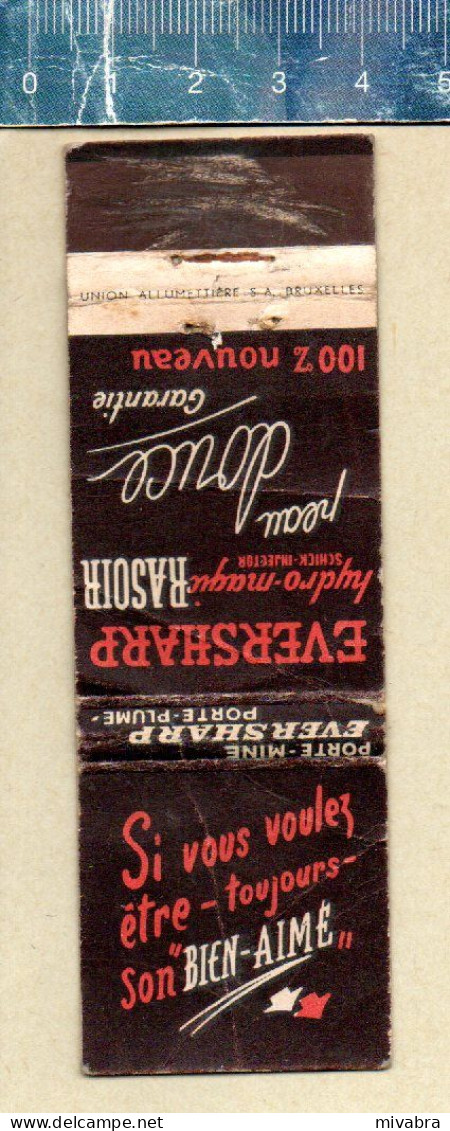 0 1 2 3 4 5
UNION ALLUMETTIÈRE S.A. BRUXELLES
EVERSHARP
hydro-magic RASOIR
SCHICK-INJECTOR
peau
douce
Garantie
100% nouveau
PORTE-MINE
EVERSHARP
PORTE-PLUME-
Si vous voulez
être - toujours -
son "BIEN-AIMÉ"
delcampe.net
mivabra